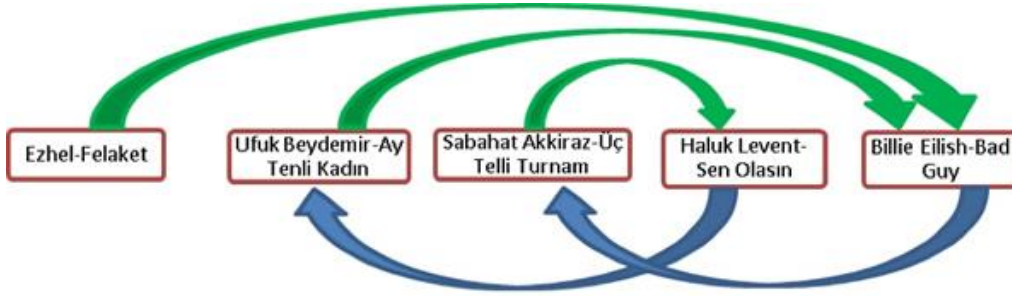 Ezhel-Felaket
Ufuk Beydemir-Ay
Tenli Kadın
Sabahat Akkiraz-Üç
Telli Turnam
Haluk Levent-
Sen Olasın
Billie Eilish-Bad
Guy